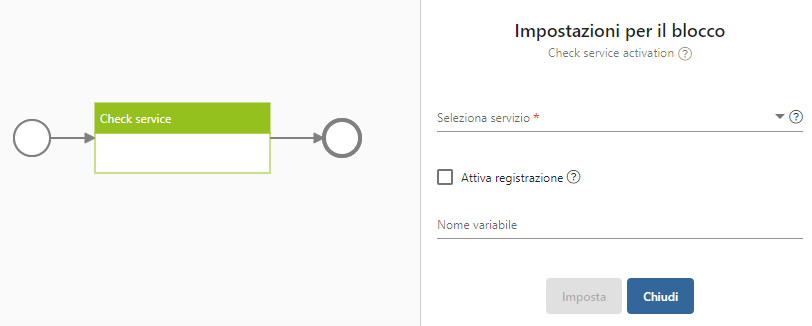 Impostazioni per il blocco
Check service activation ?
Check service
Seleziona servizio * ?
Attiva registrazione ?
Nome variabile
Imposta
Chiudi